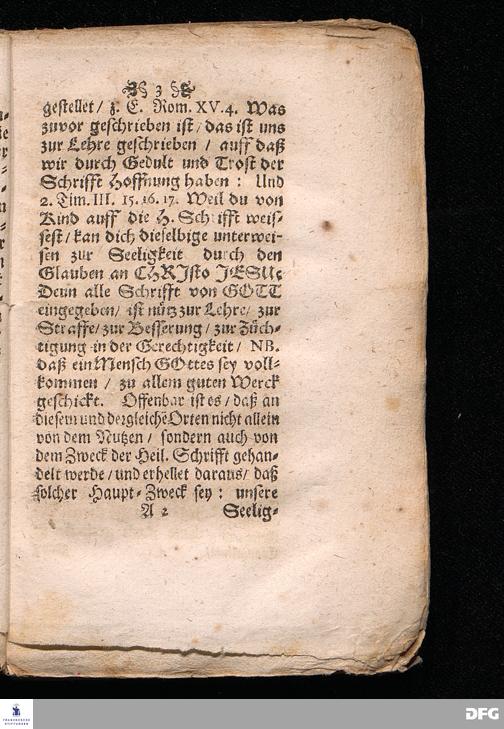 3
gestellet / z. E. Rom. XV. 4. Was
zuvor geschrieben ist / das ist uns
zur Lehre geschrieben / auff daß
wir durch Gedult und Trost der
Schrifft Hoffnung haben : Und
2. Tim. III. 15. 16. 17. Weil du von
Kind auff die H. Schrifft weis-
sest / kan dich dieselbige unterwei-
sen zur Seeligkeit durch den
Glauben an CHRIsto JESU;
Denn alle Schrifft von GOTT
eingegeben / ist nütz zur Lehre / zur
Straffe / zur Besserung / zur Züch-
tigung in der Gerechtigkeit / NB.
daß ein Mensch GOttes sey voll-
kommen / zu allem guten Werck
geschickt. Offenbar ist es / daß an
diesem und dergleichē Orten nicht allein
von dem Nutzen / sondern auch von
dem Zweck der Heil. Schrifft gehan-
delt werde / und erhellet daraus / daß
solcher Haupt-Zweck sey : unsere
A 2 Seelig-
FRANCKESCHE STIFTUNGEN
DFG